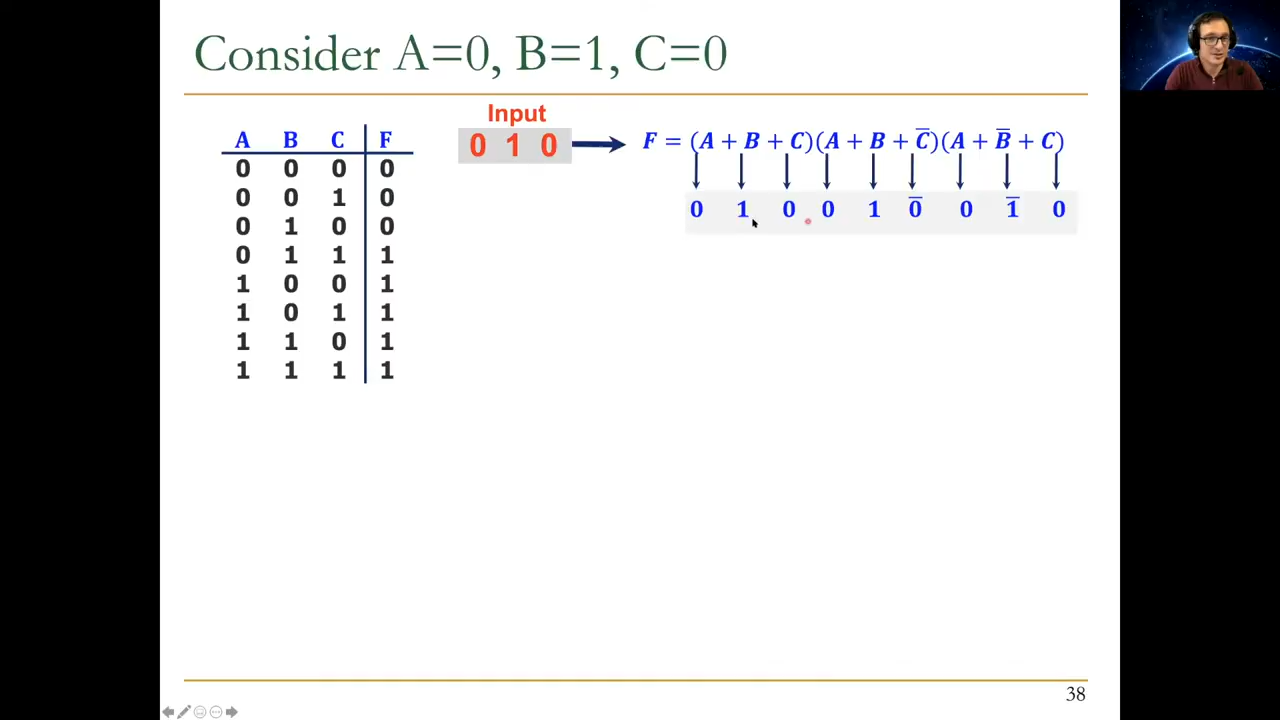 Consider A=0, B=1, C=0
A B C F
0 0 0 0
0 0 1 0
0 1 0 0
0 1 1 1
1 0 0 1
1 0 1 1
1 1 0 1
1 1 1 1
Input
0 1 0
F = (A + B + C)(A + B + C̅)(A + B̅ + C)
0 1 0 0 1 0̅ 0 1̅ 0
38